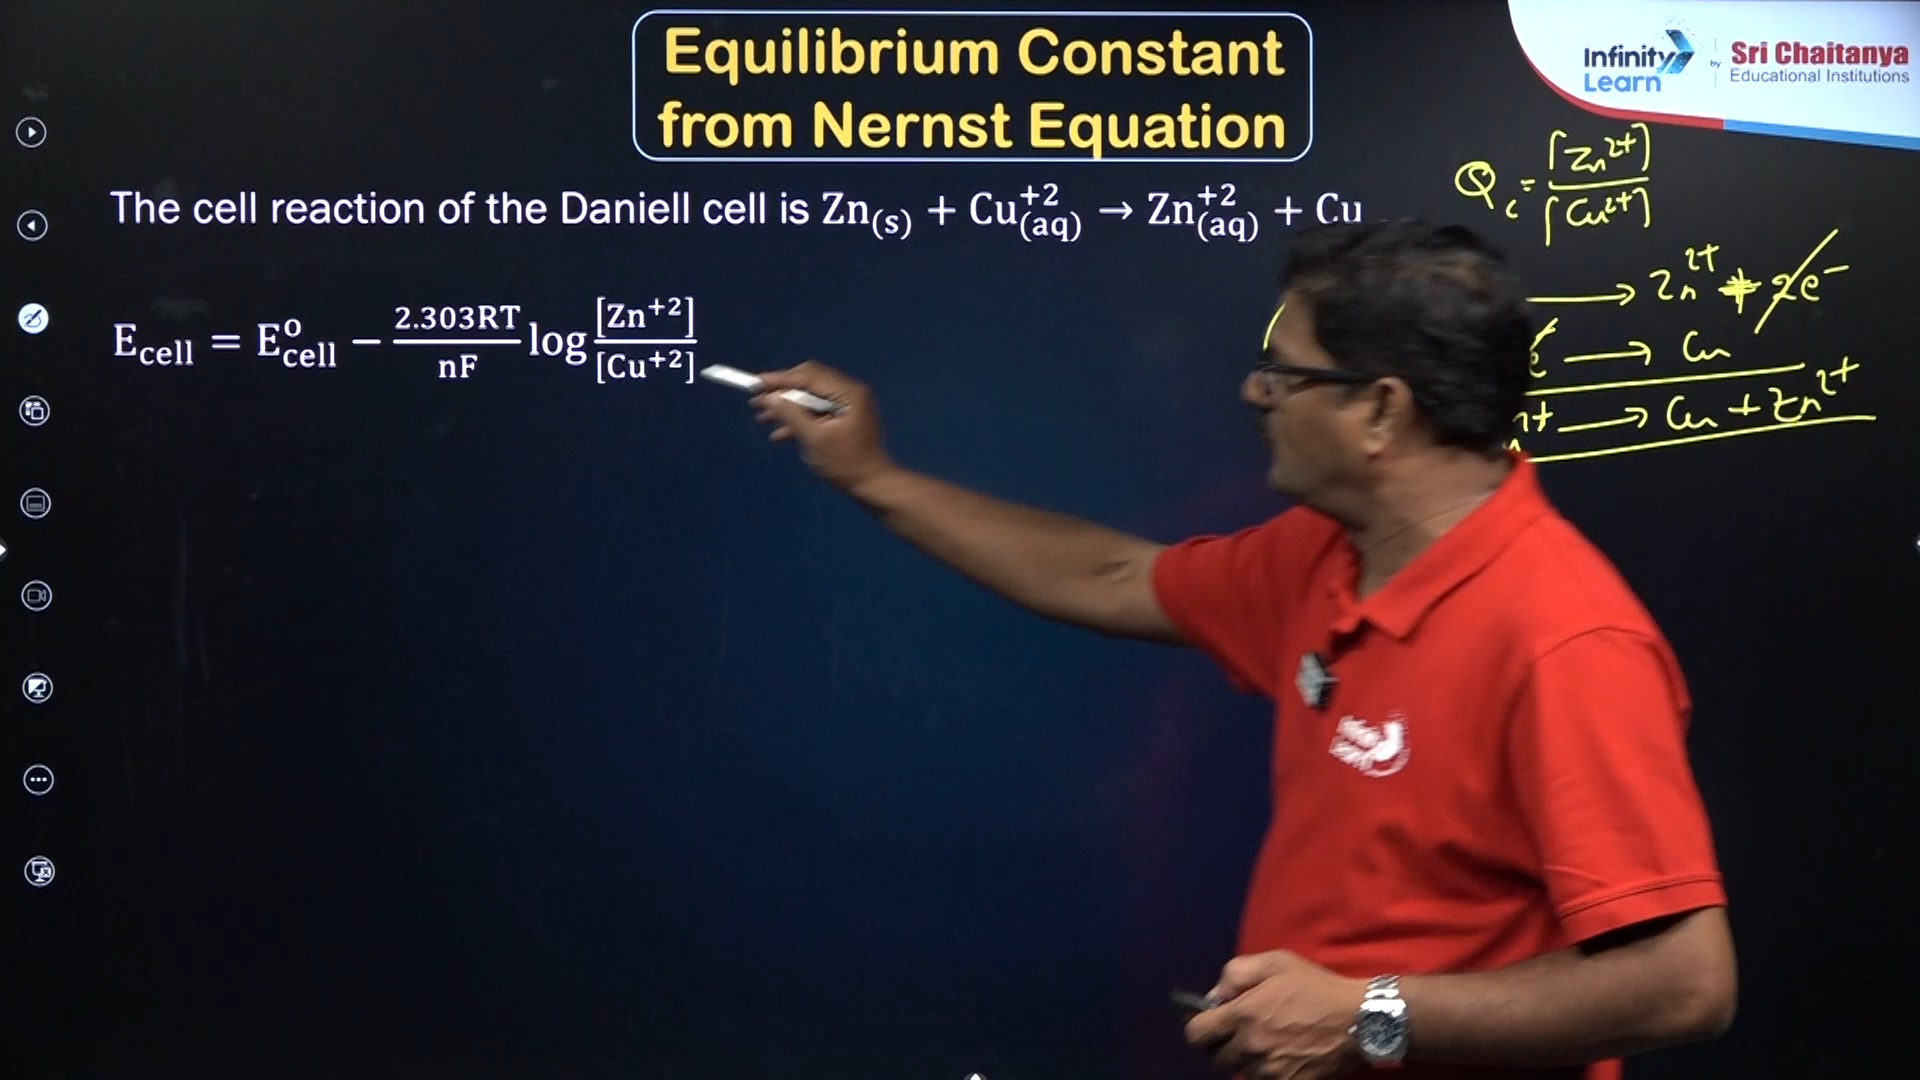 Equilibrium Constant
from Nernst Equation
Infinity Learn by Sri Chaitanya Educational Institutions
The cell reaction of the Daniell cell is Zn(s) + Cu+2(aq) → Zn+2(aq) + Cu
Ecell = Eocell − 2.303RT/nF log [Zn+2]/[Cu+2]
Qc = [Zn2+]/[Cu2+]
→ Zn2+ + 2e−
e → Cu
→ Cu + Zn2+